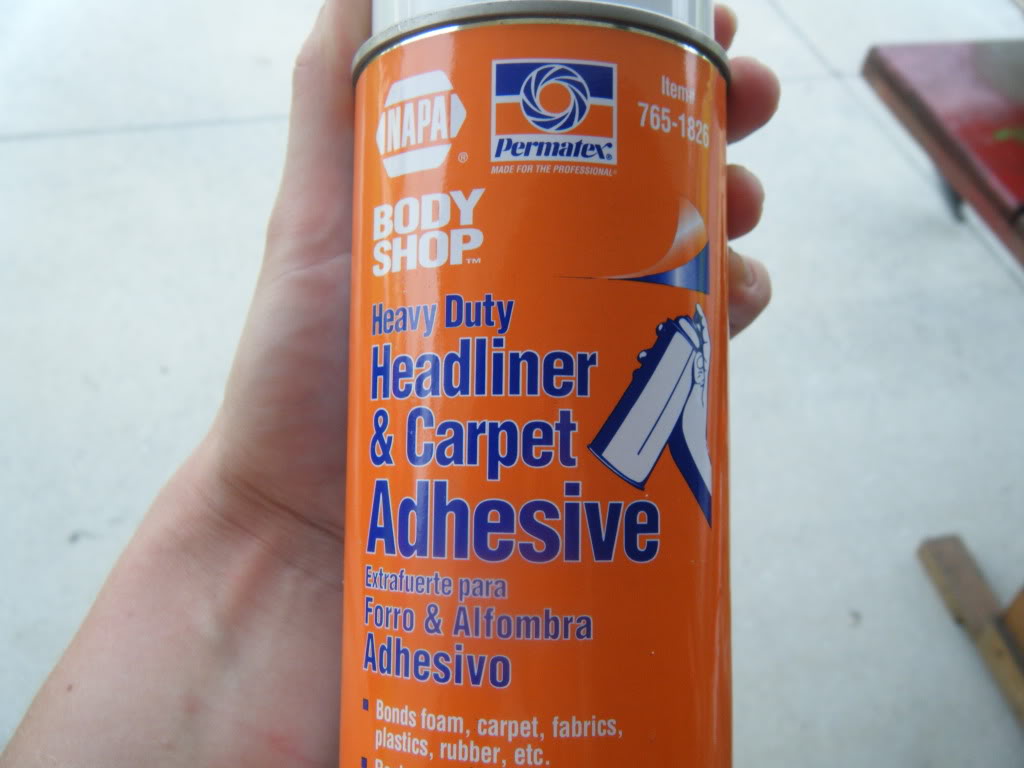 NAPA
®
Permatex®
MADE FOR THE PROFESSIONAL®
Item#
765-1826
BODY
SHOP™
Heavy Duty
Headliner
& Carpet
Adhesive
Extrafuerte para
Forro & Alfombra
Adhesivo
Bonds foam, carpet, fabrics,
plastics, rubber, etc.